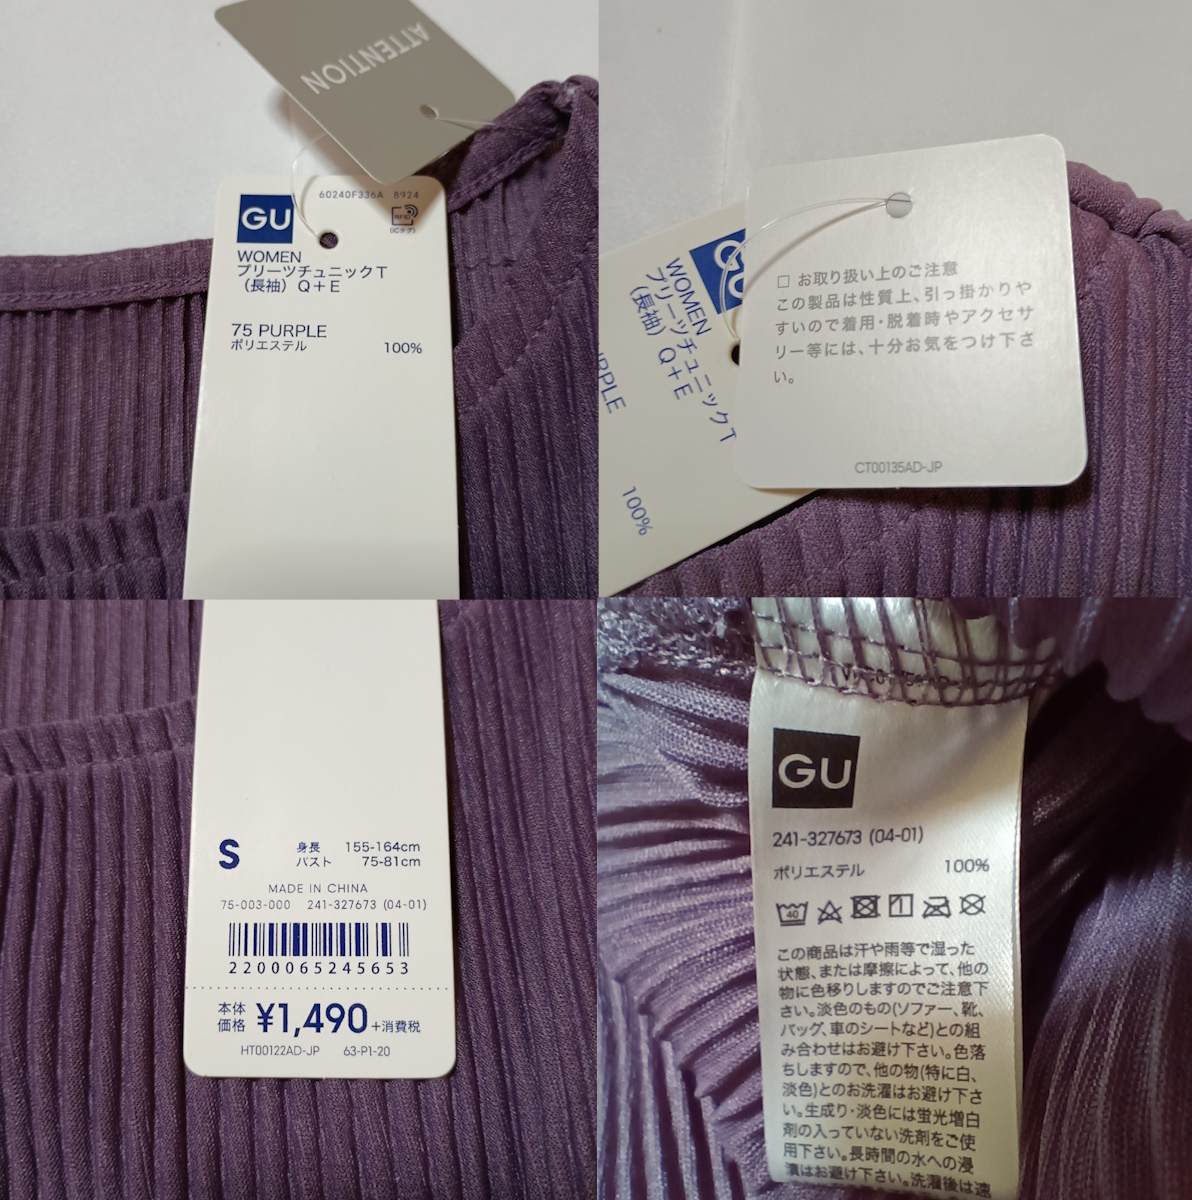 ATTENTION
60240F336A 8924
GU
RFID
(ICタグ)
WOMEN
プリーツチュニックT
(長袖) Q+E
75 PURPLE
ポリエステル 100%
GU
WOMEN
プリーツチュニックT
(長袖) Q+E
100%
□ お取り扱い上のご注意
この製品は性質上、引っ掛かりや
すいので着用・脱着時やアクセサ
リー等には、十分お気をつけ下さ
い。
CT00135AD-JP
S 身長 155-164cm
バスト 75-81cm
MADE IN CHINA
75-003-000 241-327673 (04-01)
2200065245653
本体
価格 ¥1,490 +消費税
HT00122AD-JP 63-P1-20
GU
241-327673 (04-01)
ポリエステル 100%
40
この商品は汗や雨等で湿った
状態、または摩擦によって、他の
物に色移りしますのでご注意下
さい。淡色のもの(ソファー、靴、
バッグ、車のシートなど)との組
み合わせはお避け下さい。色落
ちしますので、他の物(特に白、
淡色)とのお洗濯はお避け下さ
い。生成り・淡色には蛍光増白
剤の入っていない洗剤をご使
用下さい。長時間の水への浸
漬はお避け下さい。洗濯後は速